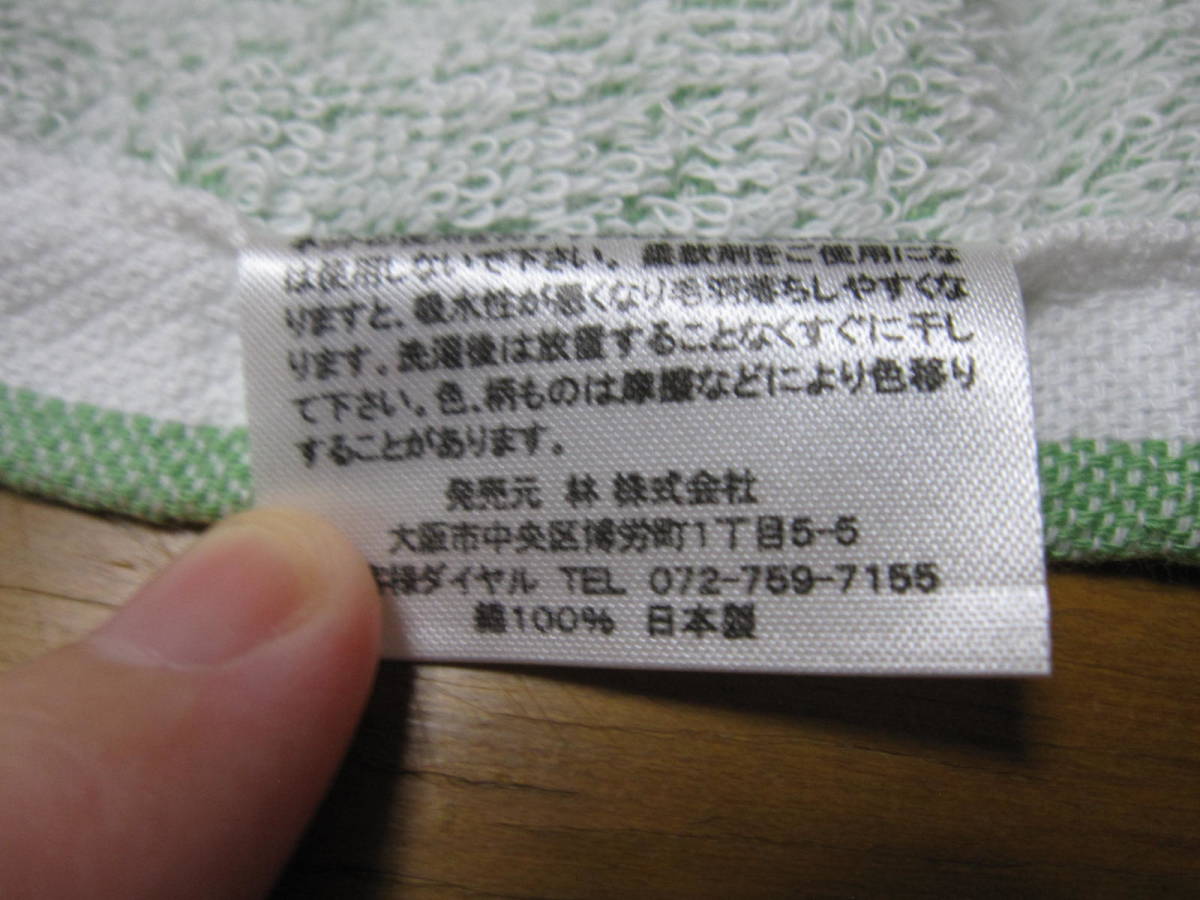 は使用しないで下さい。柔軟剤をご使用にな
りますと、吸水性が悪くなり毛羽落ちしやすくな
ります。洗濯後は放置することなくすぐに干し
て下さい。色、柄ものは摩擦などにより色移り
することがあります。
発売元 林 株式会社
大阪市中央区博労町1丁目5-5
客様ダイヤル TEL 072-759-7155
綿100% 日本製